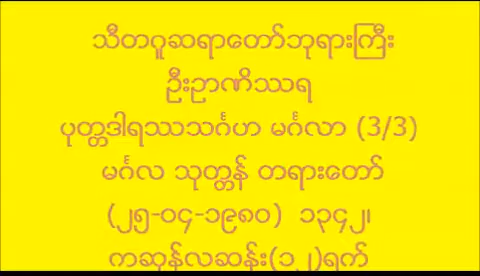 သီတဂူဆရာတော်ဘုရားကြီး
ဦးဉာဏိဿရ
ပုတ္တဒါရဿသင်္ဂဟ မင်္ဂလာ (3/3)
မင်္ဂလ သုတ္တန် တရားတော်
(၂၅-၀၄-၁၉၈၀) ၁၃၄၂၊
ကဆုန်လဆန်း(၁၂)ရက်